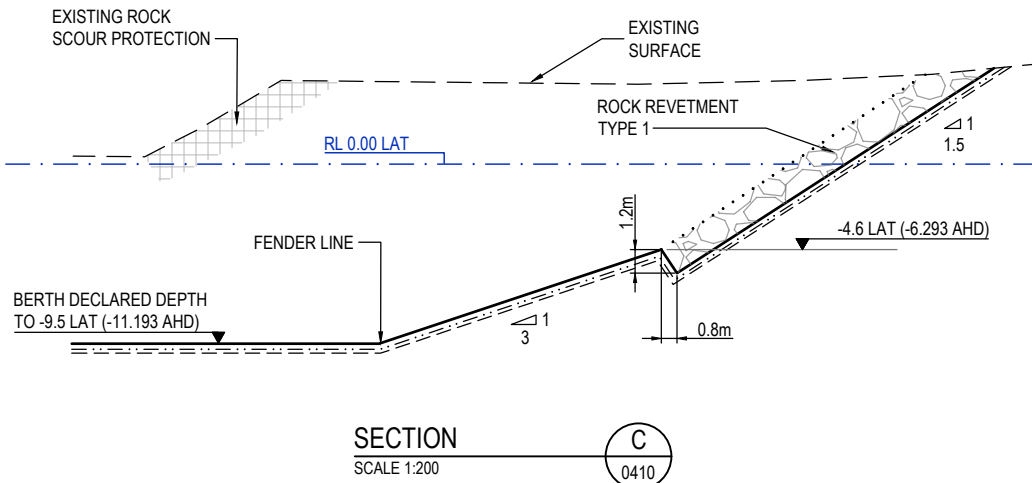 EXISTING ROCK
SCOUR PROTECTION
EXISTING
SURFACE
ROCK REVETMENT
TYPE 1
1
1.5
RL 0.00 LAT
1.2m
-4.6 LAT (-6.293 AHD)
FENDER LINE
BERTH DECLARED DEPTH
TO -9.5 LAT (-11.193 AHD)
1
3
0.8m
SECTION
SCALE 1:200
C
0410